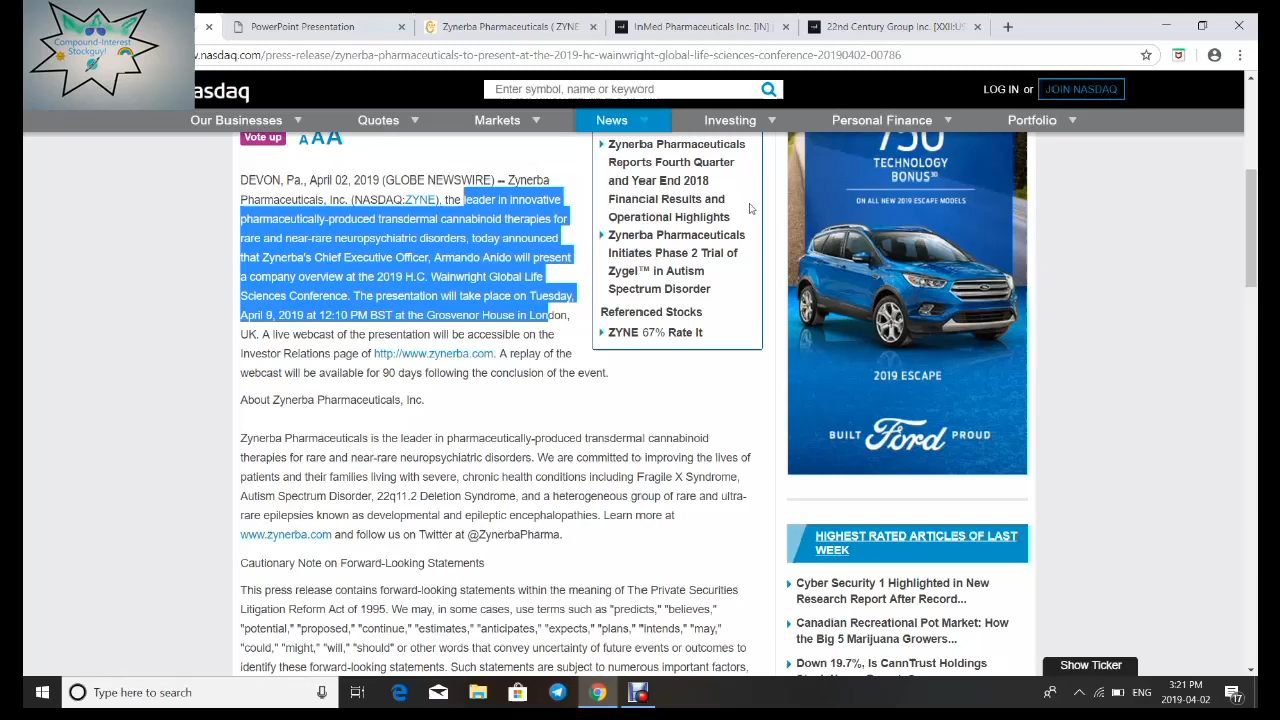 Compound-Interest
Stockguy!
PowerPoint Presentation
Zynerba Pharmaceuticals ( ZYNE
InMed Pharmaceuticals Inc. [IN]
22nd Century Group Inc. [XXII:US
w.nasdaq.com/press-release/zynerba-pharmaceuticals-to-present-at-the-2019-hc-wainwright-global-life-sciences-conference-20190402-00786
asdaq
Enter symbol, name or keyword
LOG IN or JOIN NASDAQ
Our Businesses
Quotes
Markets
News
Investing
Personal Finance
Portfolio
Vote up
A A A
DEVON, Pa., April 02, 2019 (GLOBE NEWSWIRE) -- Zynerba
Pharmaceuticals, Inc. (NASDAQ:ZYNE), the leader in innovative
pharmaceutically-produced transdermal cannabinoid therapies for
rare and near-rare neuropsychiatric disorders, today announced
that Zynerba's Chief Executive Officer, Armando Anido will present
a company overview at the 2019 H.C. Wainwright Global Life
Sciences Conference. The presentation will take place on Tuesday,
April 9, 2019 at 12:10 PM BST at the Grosvenor House in London,
UK. A live webcast of the presentation will be accessible on the
Investor Relations page of http://www.zynerba.com. A replay of the
webcast will be available for 90 days following the conclusion of the event.
About Zynerba Pharmaceuticals, Inc.
Zynerba Pharmaceuticals is the leader in pharmaceutically-produced transdermal cannabinoid
therapies for rare and near-rare neuropsychiatric disorders. We are committed to improving the lives of
patients and their families living with severe, chronic health conditions including Fragile X Syndrome,
Autism Spectrum Disorder, 22q11.2 Deletion Syndrome, and a heterogeneous group of rare and ultra-
rare epilepsies known as developmental and epileptic encephalopathies. Learn more at
www.zynerba.com and follow us on Twitter at @ZynerbaPharma.
Cautionary Note on Forward-Looking Statements
This press release contains forward-looking statements within the meaning of The Private Securities
Litigation Reform Act of 1995. We may, in some cases, use terms such as "predicts," "believes,"
"potential," "proposed," "continue," "estimates," "anticipates," "expects," "plans," "intends," "may,"
"could," "might," "will," "should" or other words that convey uncertainty of future events or outcomes to
identify these forward-looking statements. Such statements are subject to numerous important factors,
Zynerba Pharmaceuticals
Reports Fourth Quarter
and Year End 2018
Financial Results and
Operational Highlights
Zynerba Pharmaceuticals
Initiates Phase 2 Trial of
Zygel™ in Autism
Spectrum Disorder
Referenced Stocks
ZYNE 67% Rate It
750
TECHNOLOGY
BONUS
ON ALL NEW 2019 ESCAPE MODELS
2019 ESCAPE
BUILT Ford PROUD
HIGHEST RATED ARTICLES OF LAST
WEEK
Cyber Security 1 Highlighted in New
Research Report After Record...
Canadian Recreational Pot Market: How
the Big 5 Marijuana Growers...
Down 19.7%, Is CannTrust Holdings
Show Ticker
Type here to search
ENG
3:21 PM
2019-04-02
17